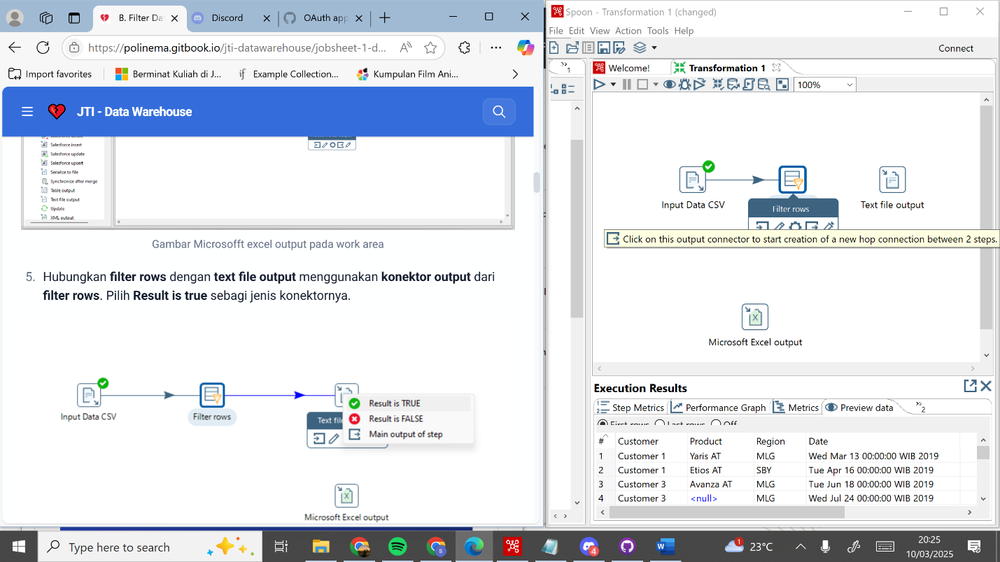 B. Filter Da
Discord
OAuth app
https://polinema.gitbook.io/jti-datawarehouse/jobsheet-1-d...
Import favorites
Berminat Kuliah di J...
Example Collection...
Kumpulan Film Ani...
JTI - Data Warehouse
Salesforce insert
Salesforce update
Salesforce upsert
Serialize to file
Synchronize after merge
Table output
Text file output
Update
XML output
Gambar Microsofft excel output pada work area
5. Hubungkan filter rows dengan text file output menggunakan konektor output dari
filter rows. Pilih Result is true sebagi jenis konektornya.
Input Data CSV
Filter rows
Text file
Result is TRUE
Result is FALSE
Main output of step
Microsoft Excel output
Spoon - Transformation 1 (changed)
File Edit View Action Tools Help
Connect
1
Welcome!
Transformation 1
100%
Input Data CSV
Filter rows
Text file output
Click on this output connector to start creation of a new hop connection between 2 steps.
Microsoft Excel output
Execution Results
Step Metrics
Performance Graph
Metrics
Preview data
2
First rows Last rows Off
# Customer Product Region Date
1 Customer 1 Yaris AT MLG Wed Mar 13 00:00:00 WIB 2019
2 Customer 1 Etios AT SBY Tue Apr 16 00:00:00 WIB 2019
3 Customer 3 Avanza AT MLG Tue Jun 18 00:00:00 WIB 2019
4 Customer 3 <null> MLG Wed Jul 24 00:00:00 WIB 2019
Type here to search
4
1
23°C
20:25
10/03/2025